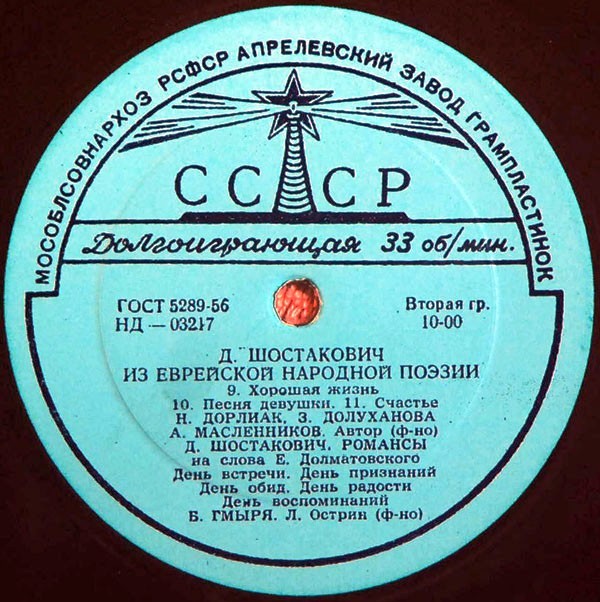 МОСОБЛСОВНАРХОЗ РСФСР АПРЕЛЕВСКИЙ ЗАВОД ГРАМПЛАСТИНОК
СССР
Долгоиграющая 33 об/мин.
ГОСТ 5289-56 Вторая гр.
НД — 03217 10-00
Д. ШОСТАКОВИЧ
ИЗ ЕВРЕЙСКОЙ НАРОДНОЙ ПОЭЗИИ
9. Хорошая жизнь
10. Песня девушки. 11. Счастье
Н. ДОРЛИАК, З. ДОЛУХАНОВА
А. МАСЛЕННИКОВ. Автор (ф-но)
Д. ШОСТАКОВИЧ. РОМАНСЫ
на слова Е. Долматовского
День встречи. День признаний
День обид. День радости
День воспоминаний
Б. ГМЫРЯ. Л. Острин (ф-но)